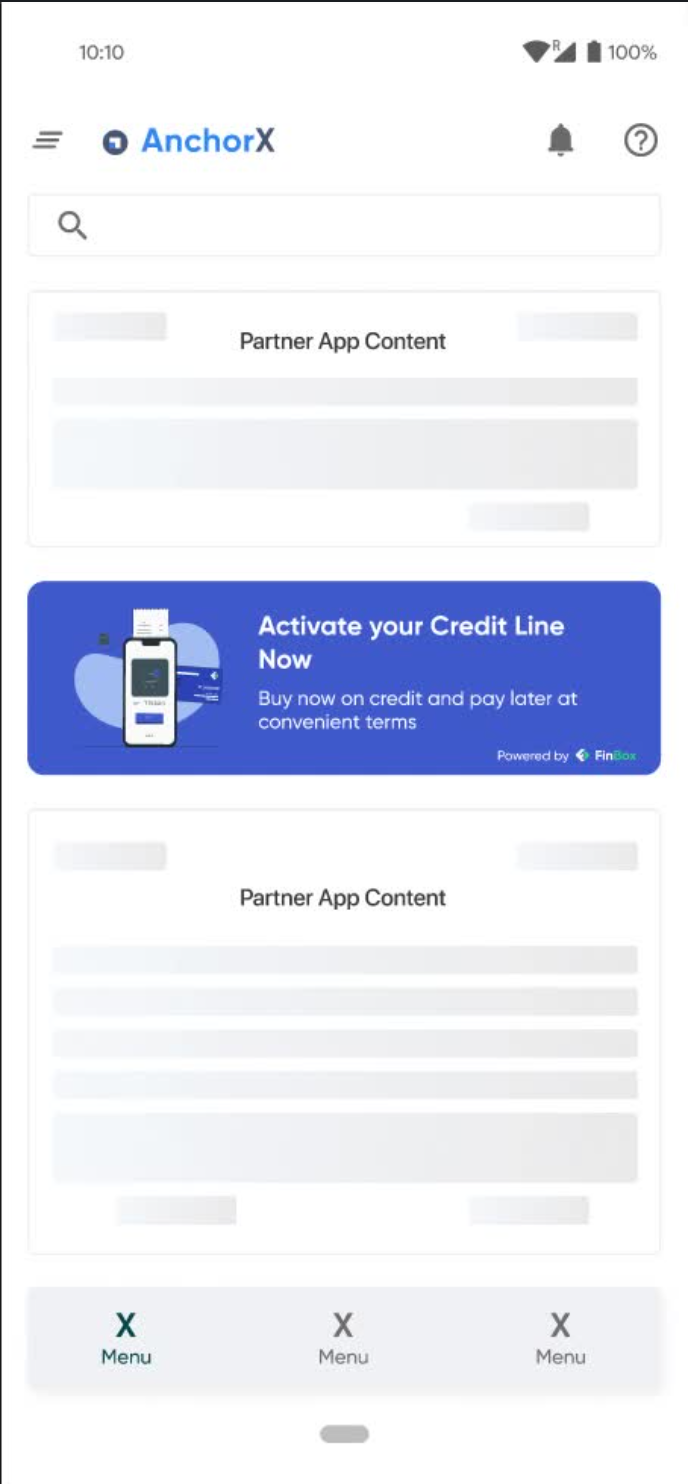 10:10
R 100%
AnchorX
Partner App Content
Activate your Credit Line
Now
Buy now on credit and pay later at
convenient terms
Powered by FinBox
Partner App Content
X X X
Menu Menu Menu